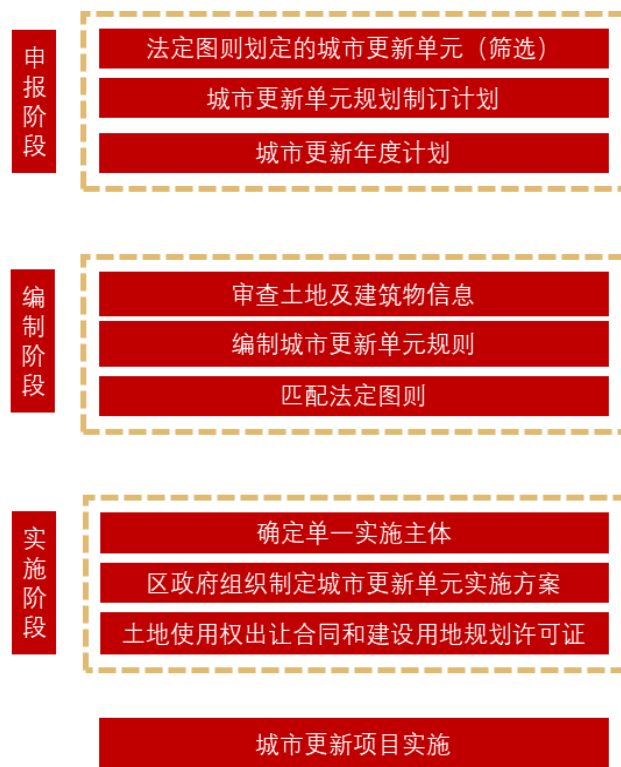 申报阶段
法定图则划定的城市更新单元（筛选）
城市更新单元规划制订计划
城市更新年度计划
编制阶段
审查土地及建筑物信息
编制城市更新单元规则
匹配法定图则
实施阶段
确定单一实施主体
区政府组织制定城市更新单元实施方案
土地使用权出让合同和建设用地规划许可证
城市更新项目实施